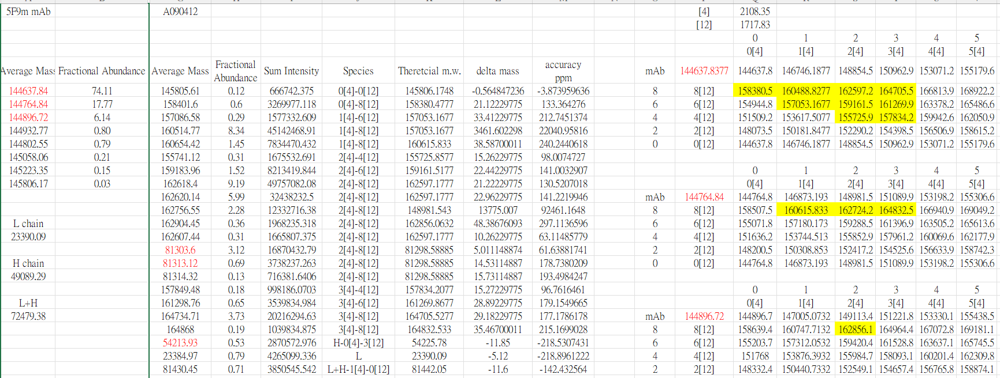 5F9m mAb A090412 [4] 2108.35
[12] 1717.83
0 1 2 3 4 5
0[4] 1[4] 2[4] 3[4] 4[4] 5[4]
Average Mass Fractional Abundance Average Mass Fractional Abundance Sum Intensity Species Theretcial m.w. delta mass accuracy ppm mAb 144637.8377 144637.8 146746.1877 148854.5 150962.9 153071.2 155179.6
144637.84 74.11 145805.61 0.12 666742.375 0[4]-0[12] 145806.1748 -0.564847236 -3.873959636 8 8[12] 158380.5 160488.8277 162597.2 164705.5 166813.9 168922.2
144764.84 17.77 158401.6 0.6 3269977.118 0[4]-8[12] 158380.4777 21.12229775 133.364276 6 6[12] 154944.8 157053.1677 159161.5 161269.9 163378.2 165486.6
144896.72 6.14 157086.58 0.29 1577332.609 1[4]-6[12] 157053.1677 33.41229775 212.7451374 4 4[12] 151509.2 153617.5077 155725.9 157834.2 159942.6 162050.9
144932.77 0.80 160514.77 8.34 45142468.91 1[4]-8[12] 157053.1677 3461.602298 22040.95816 2 2[12] 148073.5 150181.8477 152290.2 154398.5 156506.9 158615.2
144802.55 0.79 160654.42 1.45 7834470.432 1[4]-8[12] 160615.833 38.58700011 240.2440618 0 0[12] 144637.8 146746.1877 148854.5 150962.9 153071.2 155179.6
145058.06 0.21 155741.12 0.31 1675532.691 2[4]-4[12] 155725.8577 15.26229775 98.0074727
145223.35 0.15 159183.96 1.52 8213419.844 2[4]-6[12] 159161.5177 22.44229775 141.0032907 0 1 2 3 4 5
145806.17 0.03 162618.4 9.19 49757082.08 2[4]-8[12] 162597.1777 21.22229775 130.5207018 0[4] 1[4] 2[4] 3[4] 4[4] 5[4]
162620.14 5.99 32438232.5 2[4]-8[12] 162597.1777 22.96229775 141.2219946 mAb 144764.84 144764.8 146873.193 148981.5 151089.9 153198.2 155306.6
162756.55 2.28 12332716.38 2[4]-8[12] 148981.543 13775.007 92461.1648 8 8[12] 158507.5 160615.833 162724.2 164832.5 166940.9 169049.2
L chain 162904.45 0.36 1968235.318 2[4]-8[12] 162856.0632 48.38676093 297.1136596 6 6[12] 155071.8 157180.173 159288.5 161396.9 163505.2 165613.6
23390.09 162607.44 0.31 1665807.375 2[4]-8[12] 162597.1777 10.26229775 63.11485779 4 4[12] 151636.2 153744.513 155852.9 157961.2 160069.6 162177.9
81303.6 3.12 16870432.79 2[4]-8[12] 81298.58885 5.011148874 61.63881741 2 2[12] 148200.5 150308.853 152417.2 154525.6 156633.9 158742.3
H chain 81313.12 0.69 3738237.263 2[4]-8[12] 81298.58885 14.53114887 178.7380209 0 0[12] 144764.8 146873.193 148981.5 151089.9 153198.2 155306.6
49089.29 81314.32 0.13 716381.6406 2[4]-8[12] 81298.58885 15.73114887 193.4984247
157849.48 0.18 998186.0703 3[4]-4[12] 157834.2077 15.27229775 96.7616461 0 1 2 3 4 5
L+H 161298.76 0.65 3539834.984 3[4]-6[12] 161269.8677 28.89229775 179.1549665 0[4] 1[4] 2[4] 3[4] 4[4] 5[4]
72479.38 164734.71 3.73 20216294.63 3[4]-8[12] 164705.5277 29.18229775 177.1786178 mAb 144896.72 144896.7 147005.0732 149113.4 151221.8 153330.1 155438.5
164868 0.19 1039834.875 3[4]-8[12] 164832.533 35.46700011 215.1699028 8 8[12] 158639.4 160747.7132 162856.1 164964.4 167072.8 169181.1
54213.93 0.53 2870572.976 H-0[4]-3[12] 54225.78 -11.85 -218.5307431 6 6[12] 155203.7 157312.0532 159420.4 161528.8 163637.1 165745.5
23384.97 0.79 4265099.336 L 23390.09 -5.12 -218.8961222 4 4[12] 151768 153876.3932 155984.7 158093.1 160201.4 162309.8
81430.45 0.71 3850545.542 L+H-1[4]-0[12] 81442.05 -11.6 -142.432564 2 2[12] 148332.4 150440.7332 152549.1 154657.4 156765.8 158874.1